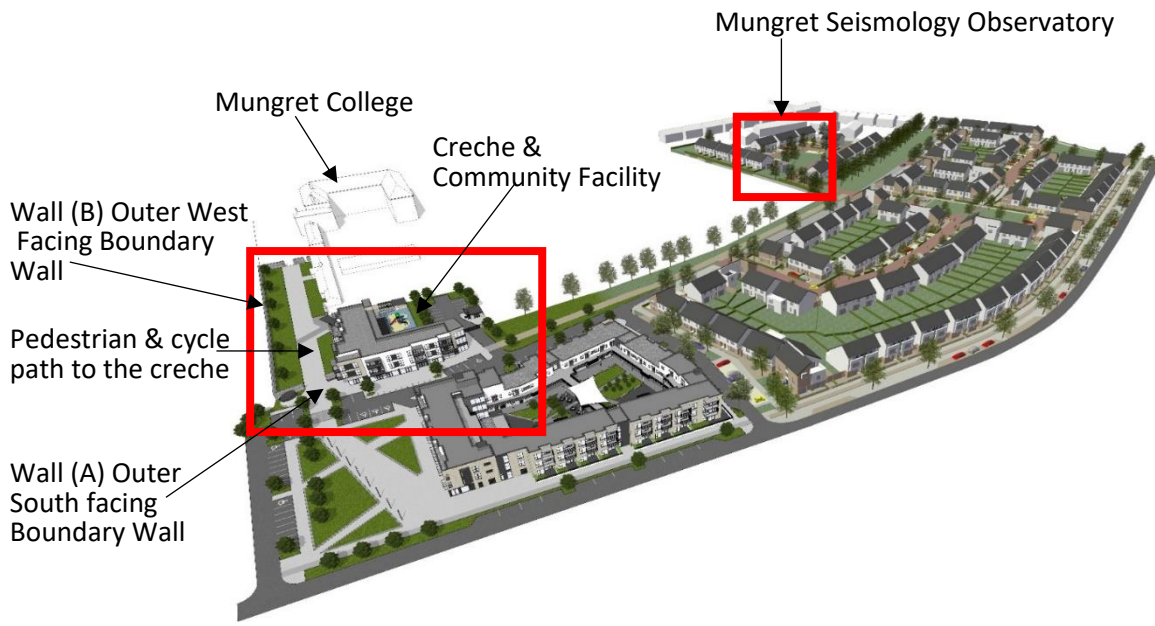 Mungret Seismology Observatory
Mungret College
Creche &
Community Facility
Wall (B) Outer West
Facing Boundary
Wall
Pedestrian & cycle
path to the creche
Wall (A) Outer
South facing
Boundary Wall